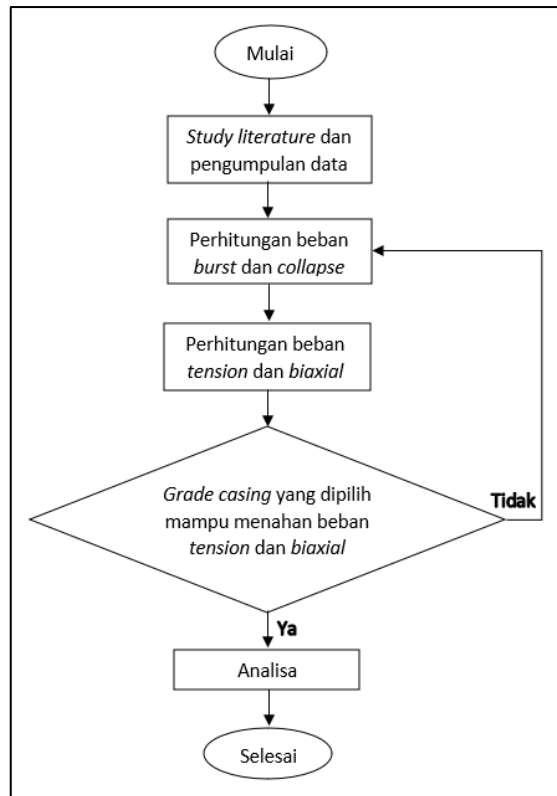 Mulai
Study literature dan
pengumpulan data
Perhitungan beban
burst dan collapse
Perhitungan beban
tension dan biaxial
Grade casing yang dipilih
mampu menahan beban
tension dan biaxial
Tidak
Ya
Analisa
Selesai